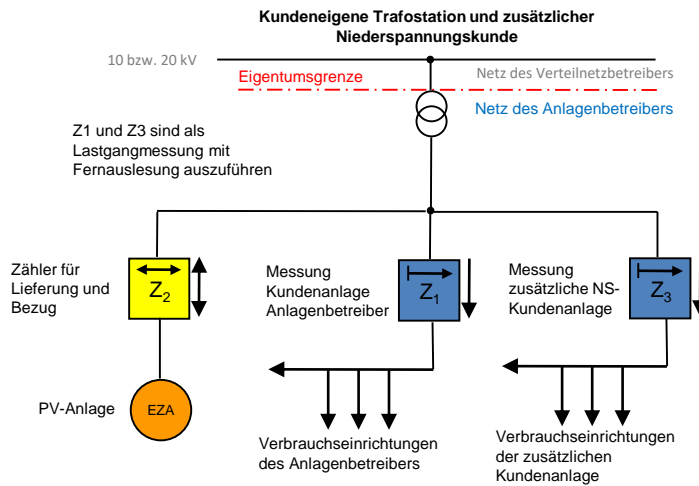 Kundeneigene Trafostation und zusätzlicher
Niederspannungskunde
10 bzw. 20 kV
Eigentumsgrenze
Netz des Verteilnetzbetreibers
Netz des Anlagenbetreibers
Z1 und Z3 sind als
Lastgangmessung mit
Fernauslesung auszuführen
Zähler für
Lieferung und
Bezug
Z2
Messung
Kundenanlage
Anlagenbetreiber
Z1
Messung
zusätzliche NS-
Kundenanlage
Z3
PV-Anlage
EZA
Verbrauchseinrichtungen
des Anlagenbetreibers
Verbrauchseinrichtungen
der zusätzlichen
Kundenanlage